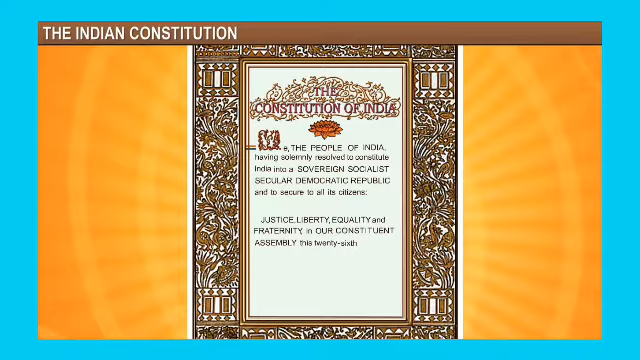 THE INDIAN CONSTITUTION
THE
CONSTITUTION OF INDIA
We, THE PEOPLE OF INDIA,
having solemnly resolved to constitute
India into a SOVEREIGN SOCIALIST
SECULAR DEMOCRATIC REPUBLIC
and to secure to all its citizens:
JUSTICE, LIBERTY, EQUALITY and
FRATERNITY, in OUR CONSTITUENT
ASSEMBLY this twenty-sixth